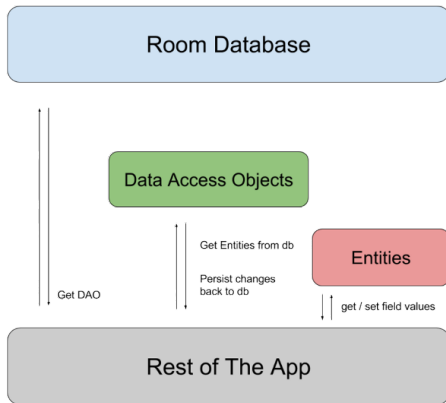 Room Database
Data Access Objects
Get Entities from db
Persist changes
back to db
Entities
Get DAO
get / set field values
Rest of The App